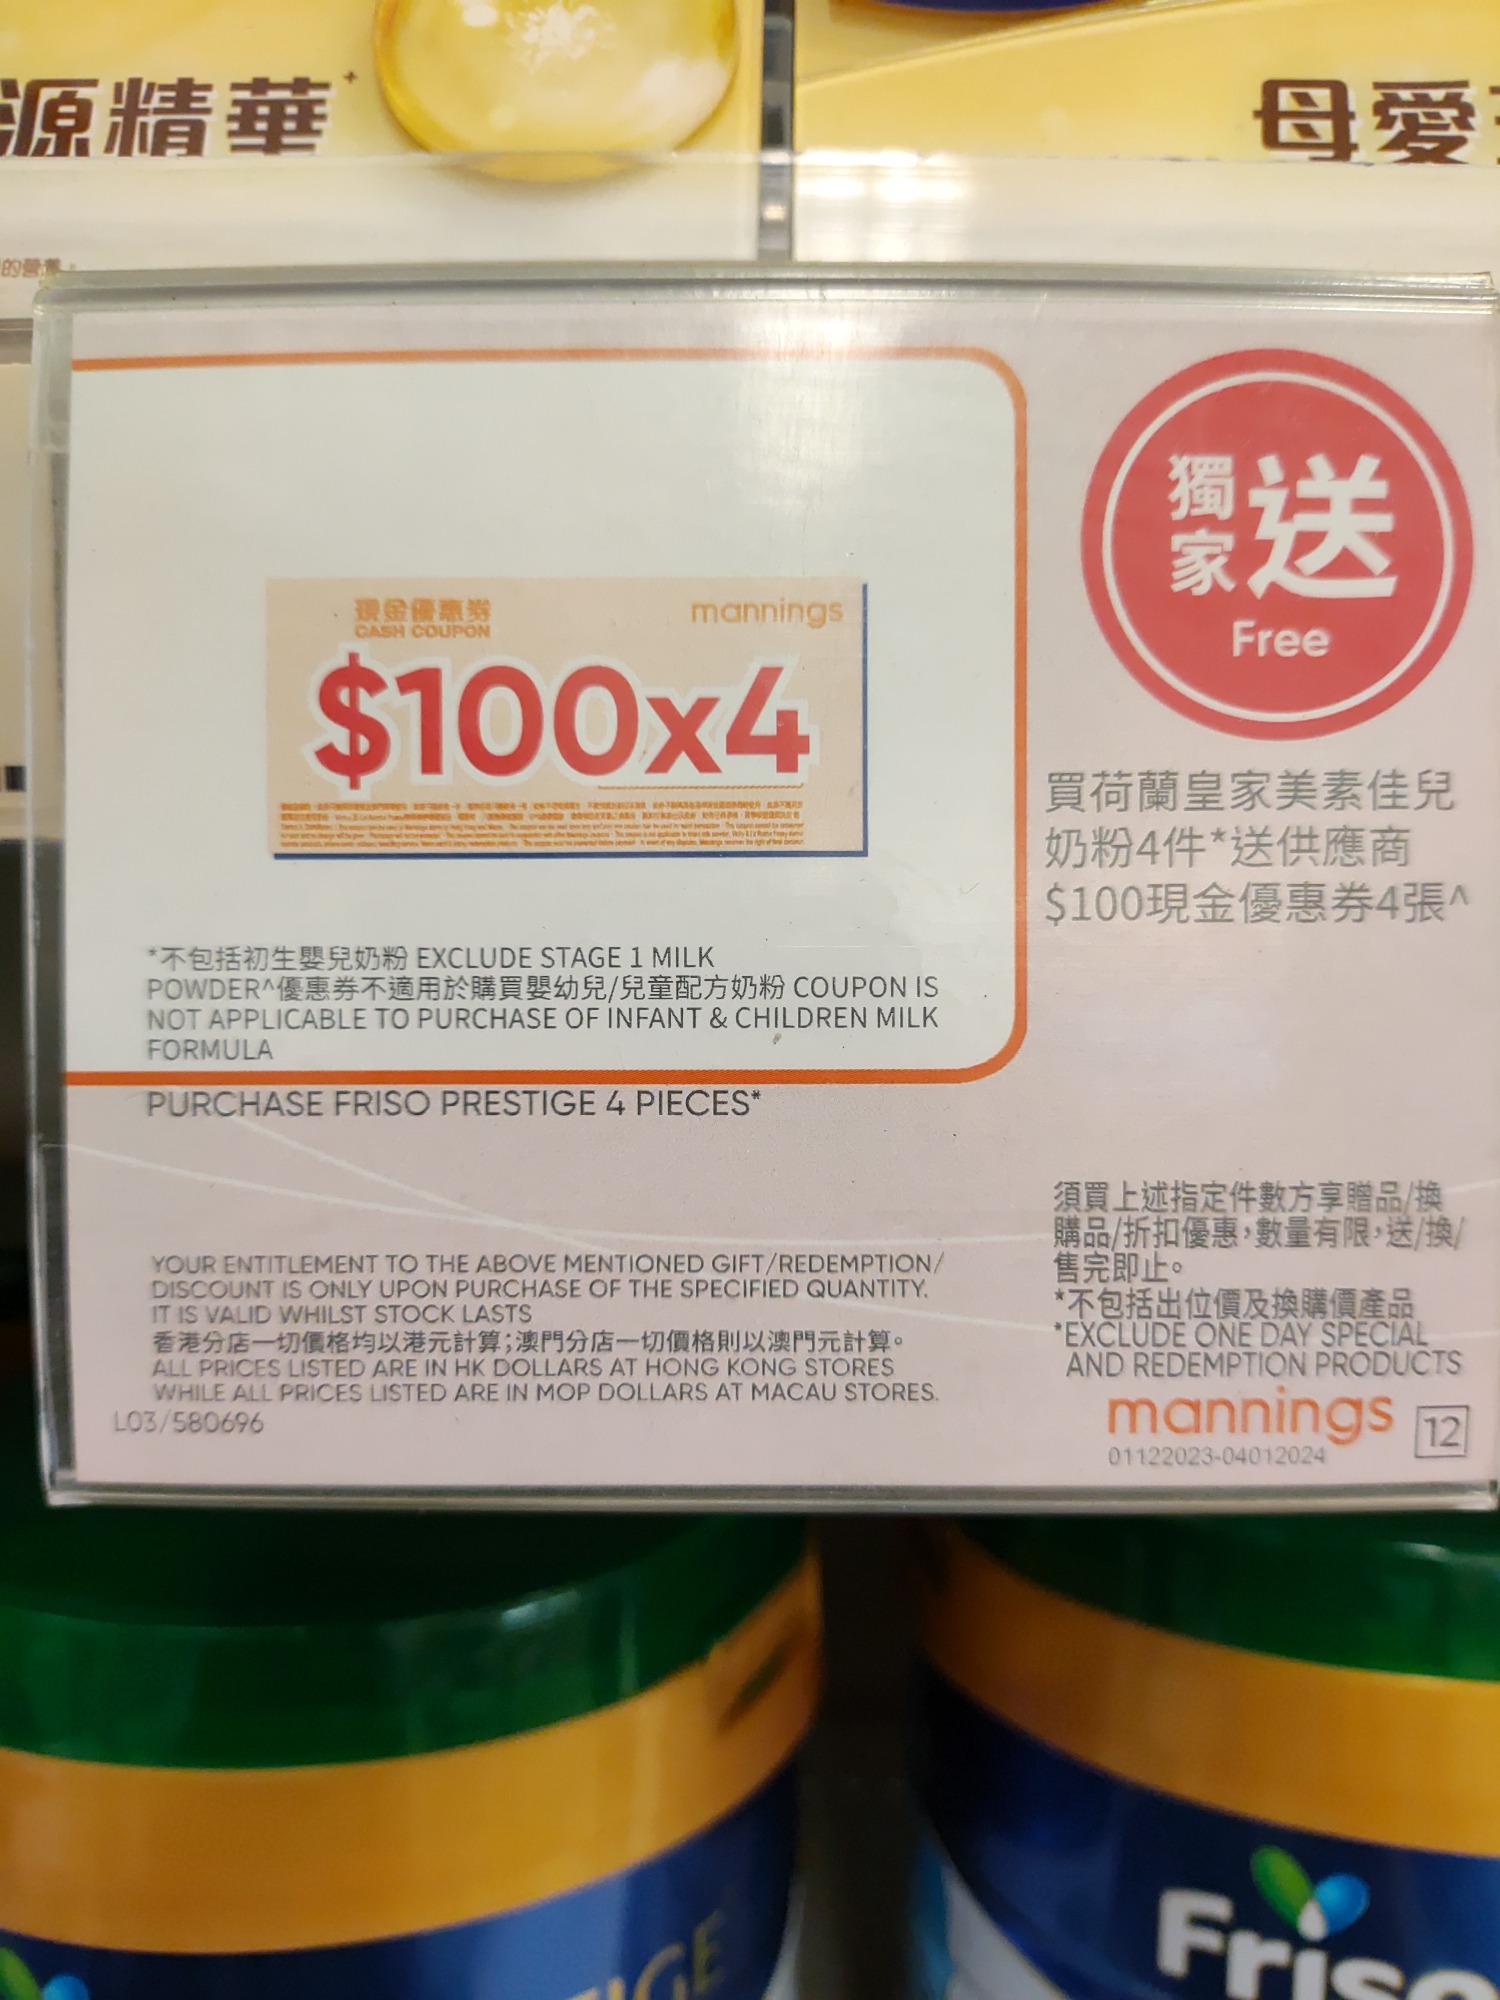 源精華+
母愛
的營養。
獨家 送
Free
現金優惠券
CASH COUPON
mannings
$100x4
買荷蘭皇家美素佳兒
奶粉4件*送供應商
$100現金優惠券4張^
*不包括初生嬰兒奶粉 EXCLUDE STAGE 1 MILK
POWDER^優惠券不適用於購買嬰幼兒/兒童配方奶粉 COUPON IS
NOT APPLICABLE TO PURCHASE OF INFANT & CHILDREN MILK
FORMULA
PURCHASE FRISO PRESTIGE 4 PIECES*
須買上述指定件數方享贈品/換
購品/折扣優惠,數量有限,送/換/
售完即止。
*不包括出位價及換購價產品
*EXCLUDE ONE DAY SPECIAL
AND REDEMPTION PRODUCTS
YOUR ENTITLEMENT TO THE ABOVE MENTIONED GIFT/REDEMPTION/
DISCOUNT IS ONLY UPON PURCHASE OF THE SPECIFIED QUANTITY.
IT IS VALID WHILST STOCK LASTS
香港分店一切價格均以港元計算;澳門分店一切價格則以澳門元計算。
ALL PRICES LISTED ARE IN HK DOLLARS AT HONG KONG STORES
WHILE ALL PRICES LISTED ARE IN MOP DOLLARS AT MACAU STORES.
L03/580696
mannings
12
01122023-04012024
Friso